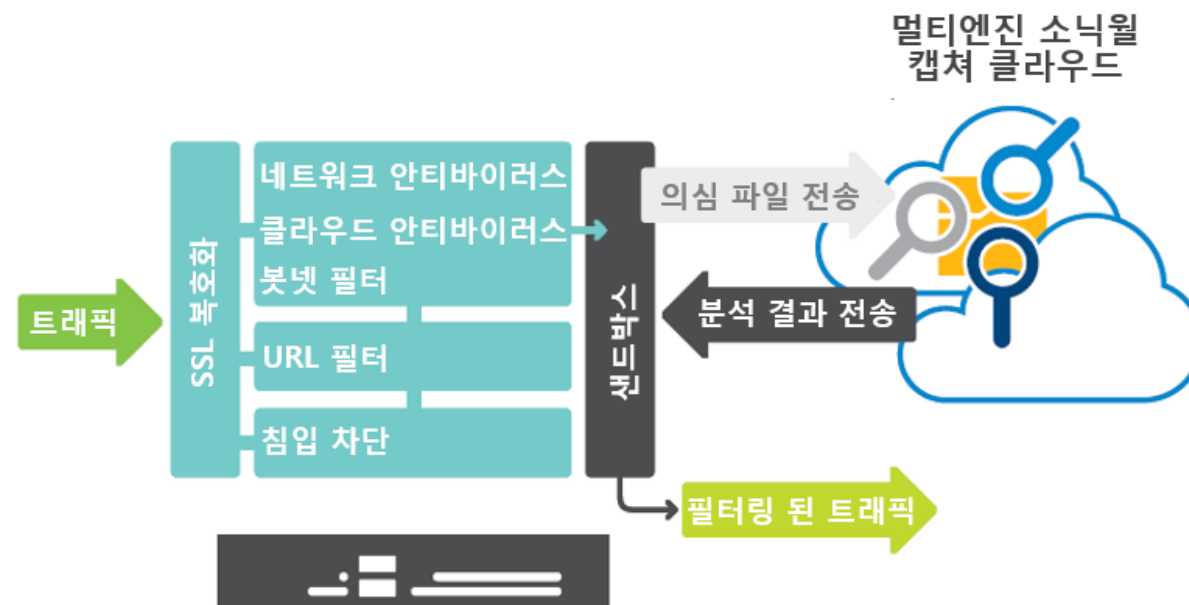 멀티엔진 소닉월
캡쳐 클라우드
네트워크 안티바이러스
클라우드 안티바이러스
봇넷 필터
URL 필터
침입 차단
SSL 복호화
트래픽
샌드박스
의심 파일 전송
분석 결과 전송
필터링 된 트래픽